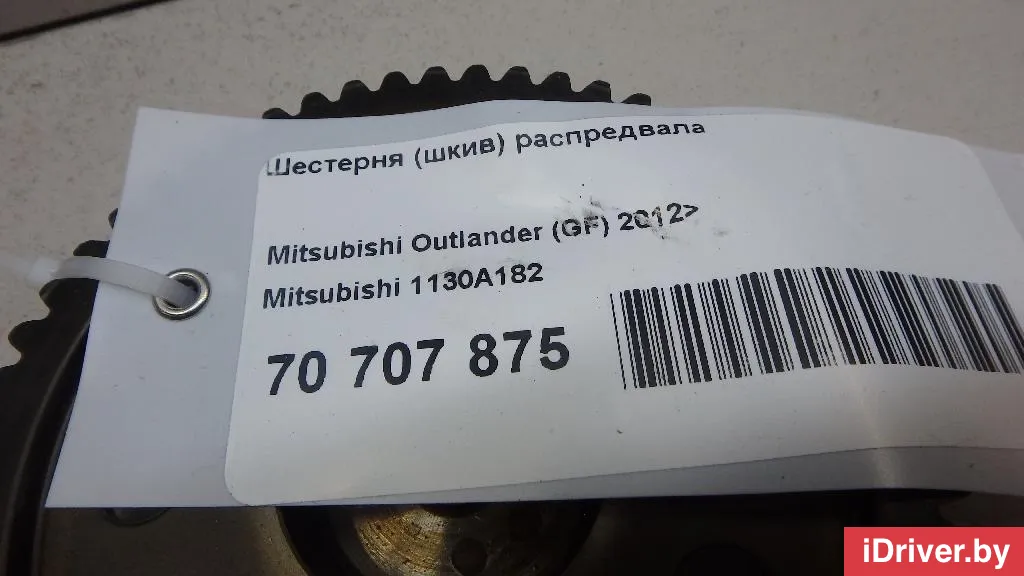 Шестерня (шкив) распредвала
Mitsubishi Outlander (GF) 2012>
Mitsubishi 1130A182
70 707 875
iDriver.by